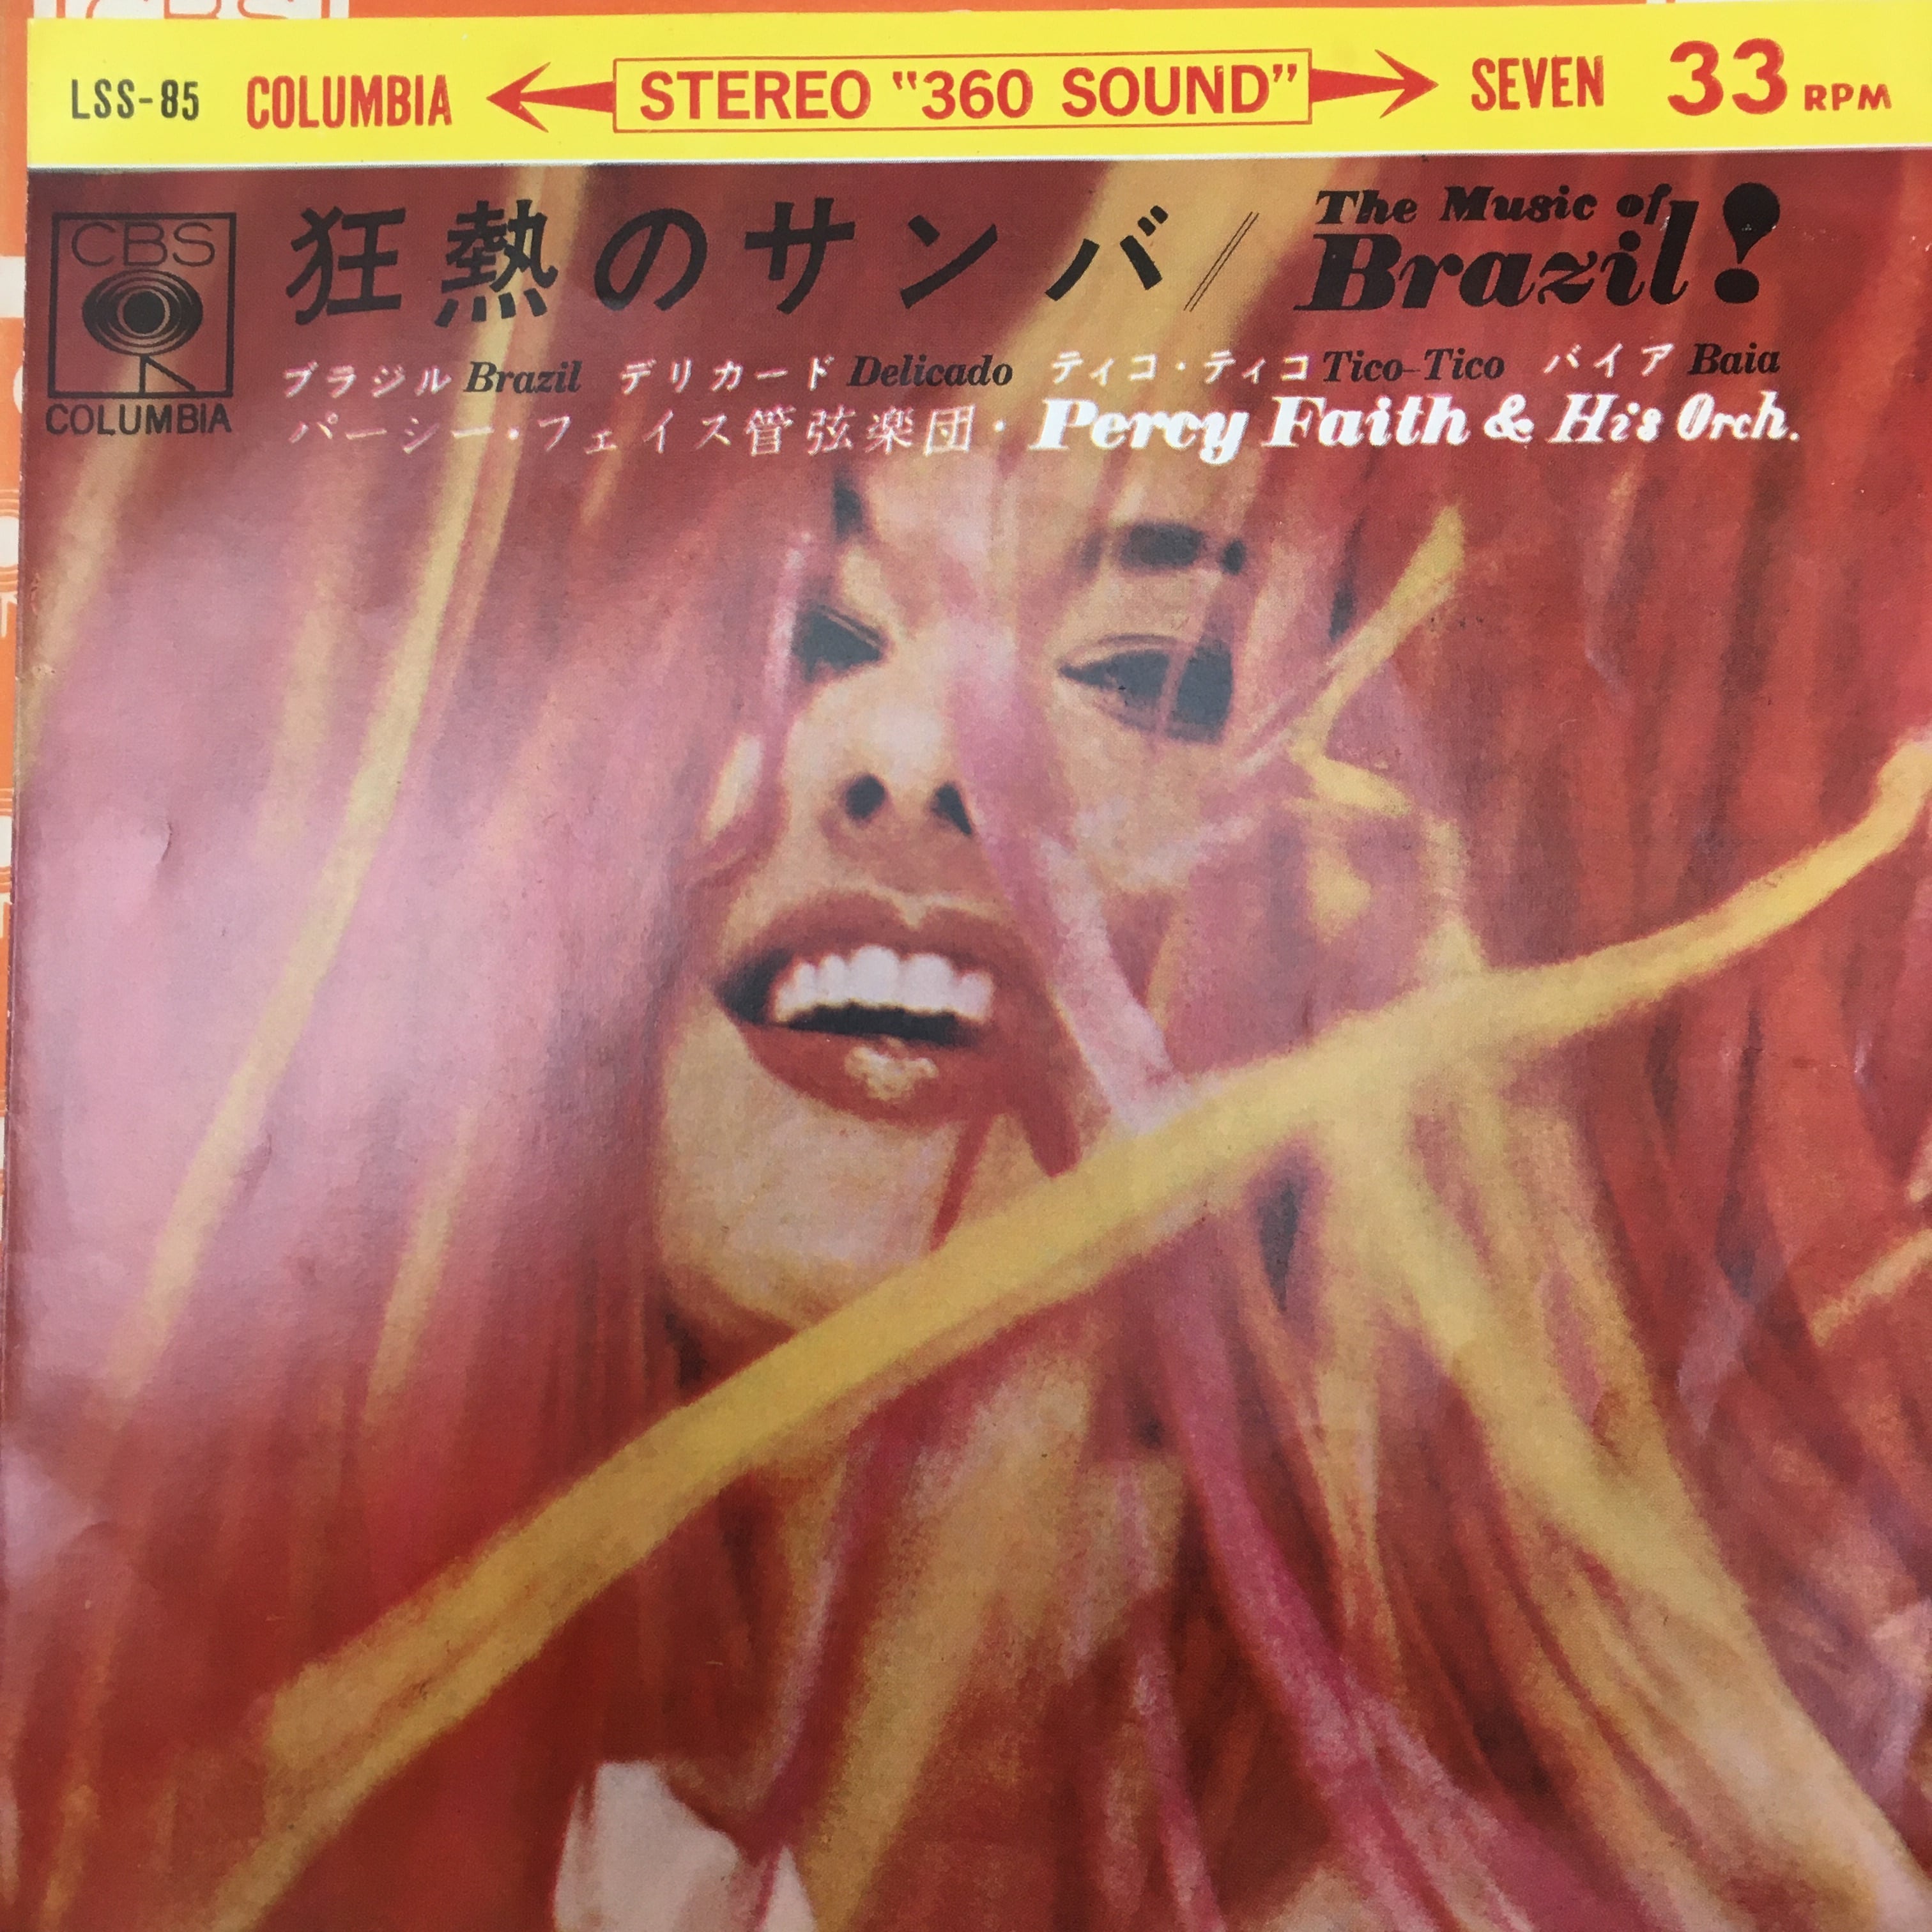 CBS
LSS-85 COLUMBIA STEREO "360 SOUND" SEVEN 33 RPM
CBS
COLUMBIA
狂熱のサンバ // The Music of Brazil!
ブラジル Brazil デリカード Delicado ティコ・ティコ Tico-Tico バイア Baia
パーシー・フェイス管弦楽団・Percy Faith & His Orch.